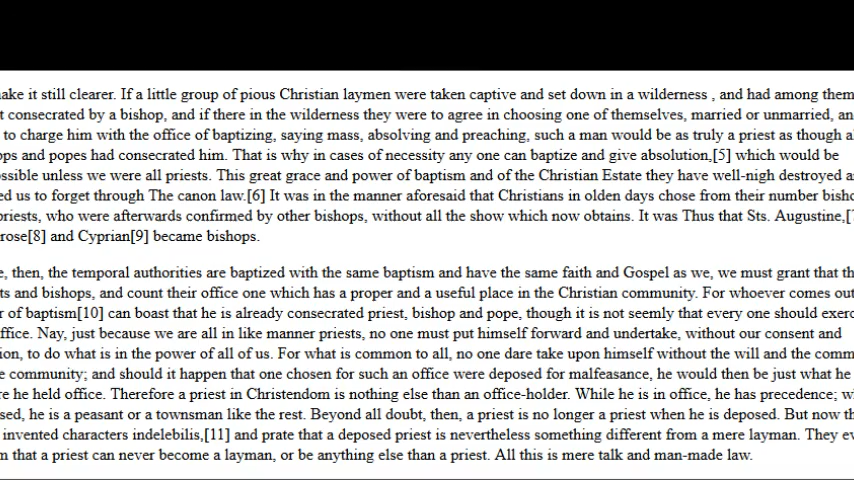 ake it still clearer. If a little group of pious Christian laymen were taken captive and set down in a wilderness , and had among them
t consecrated by a bishop, and if there in the wilderness they were to agree in choosing one of themselves, married or unmarried, an
to charge him with the office of baptizing, saying mass, absolving and preaching, such a man would be as truly a priest as though a
ops and popes had consecrated him. That is why in cases of necessity any one can baptize and give absolution,[5] which would be
ossible unless we were all priests. This great grace and power of baptism and of the Christian Estate they have well-nigh destroyed a
ed us to forget through The canon law.[6] It was in the manner aforesaid that Christians in olden days chose from their number bisho
priests, who were afterwards confirmed by other bishops, without all the show which now obtains. It was Thus that Sts. Augustine,[7
rose[8] and Cyprian[9] became bishops.
e, then, the temporal authorities are baptized with the same baptism and have the same faith and Gospel as we, we must grant that th
ts and bishops, and count their office one which has a proper and a useful place in the Christian community. For whoever comes out
r of baptism[10] can boast that he is already consecrated priest, bishop and pope, though it is not seemly that every one should exerc
ffice. Nay, just because we are all in like manner priests, no one must put himself forward and undertake, without our consent and
ion, to do what is in the power of all of us. For what is common to all, no one dare take upon himself without the will and the comm
e community; and should it happen that one chosen for such an office were deposed for malfeasance, he would then be just what he
re he held office. Therefore a priest in Christendom is nothing else than an office-holder. While he is in office, he has precedence; w
sed, he is a peasant or a townsman like the rest. Beyond all doubt, then, a priest is no longer a priest when he is deposed. But now th
invented characters indelebilis,[11] and prate that a deposed priest is nevertheless something different from a mere layman. They ev
m that a priest can never become a layman, or be anything else than a priest. All this is mere talk and man-made law.